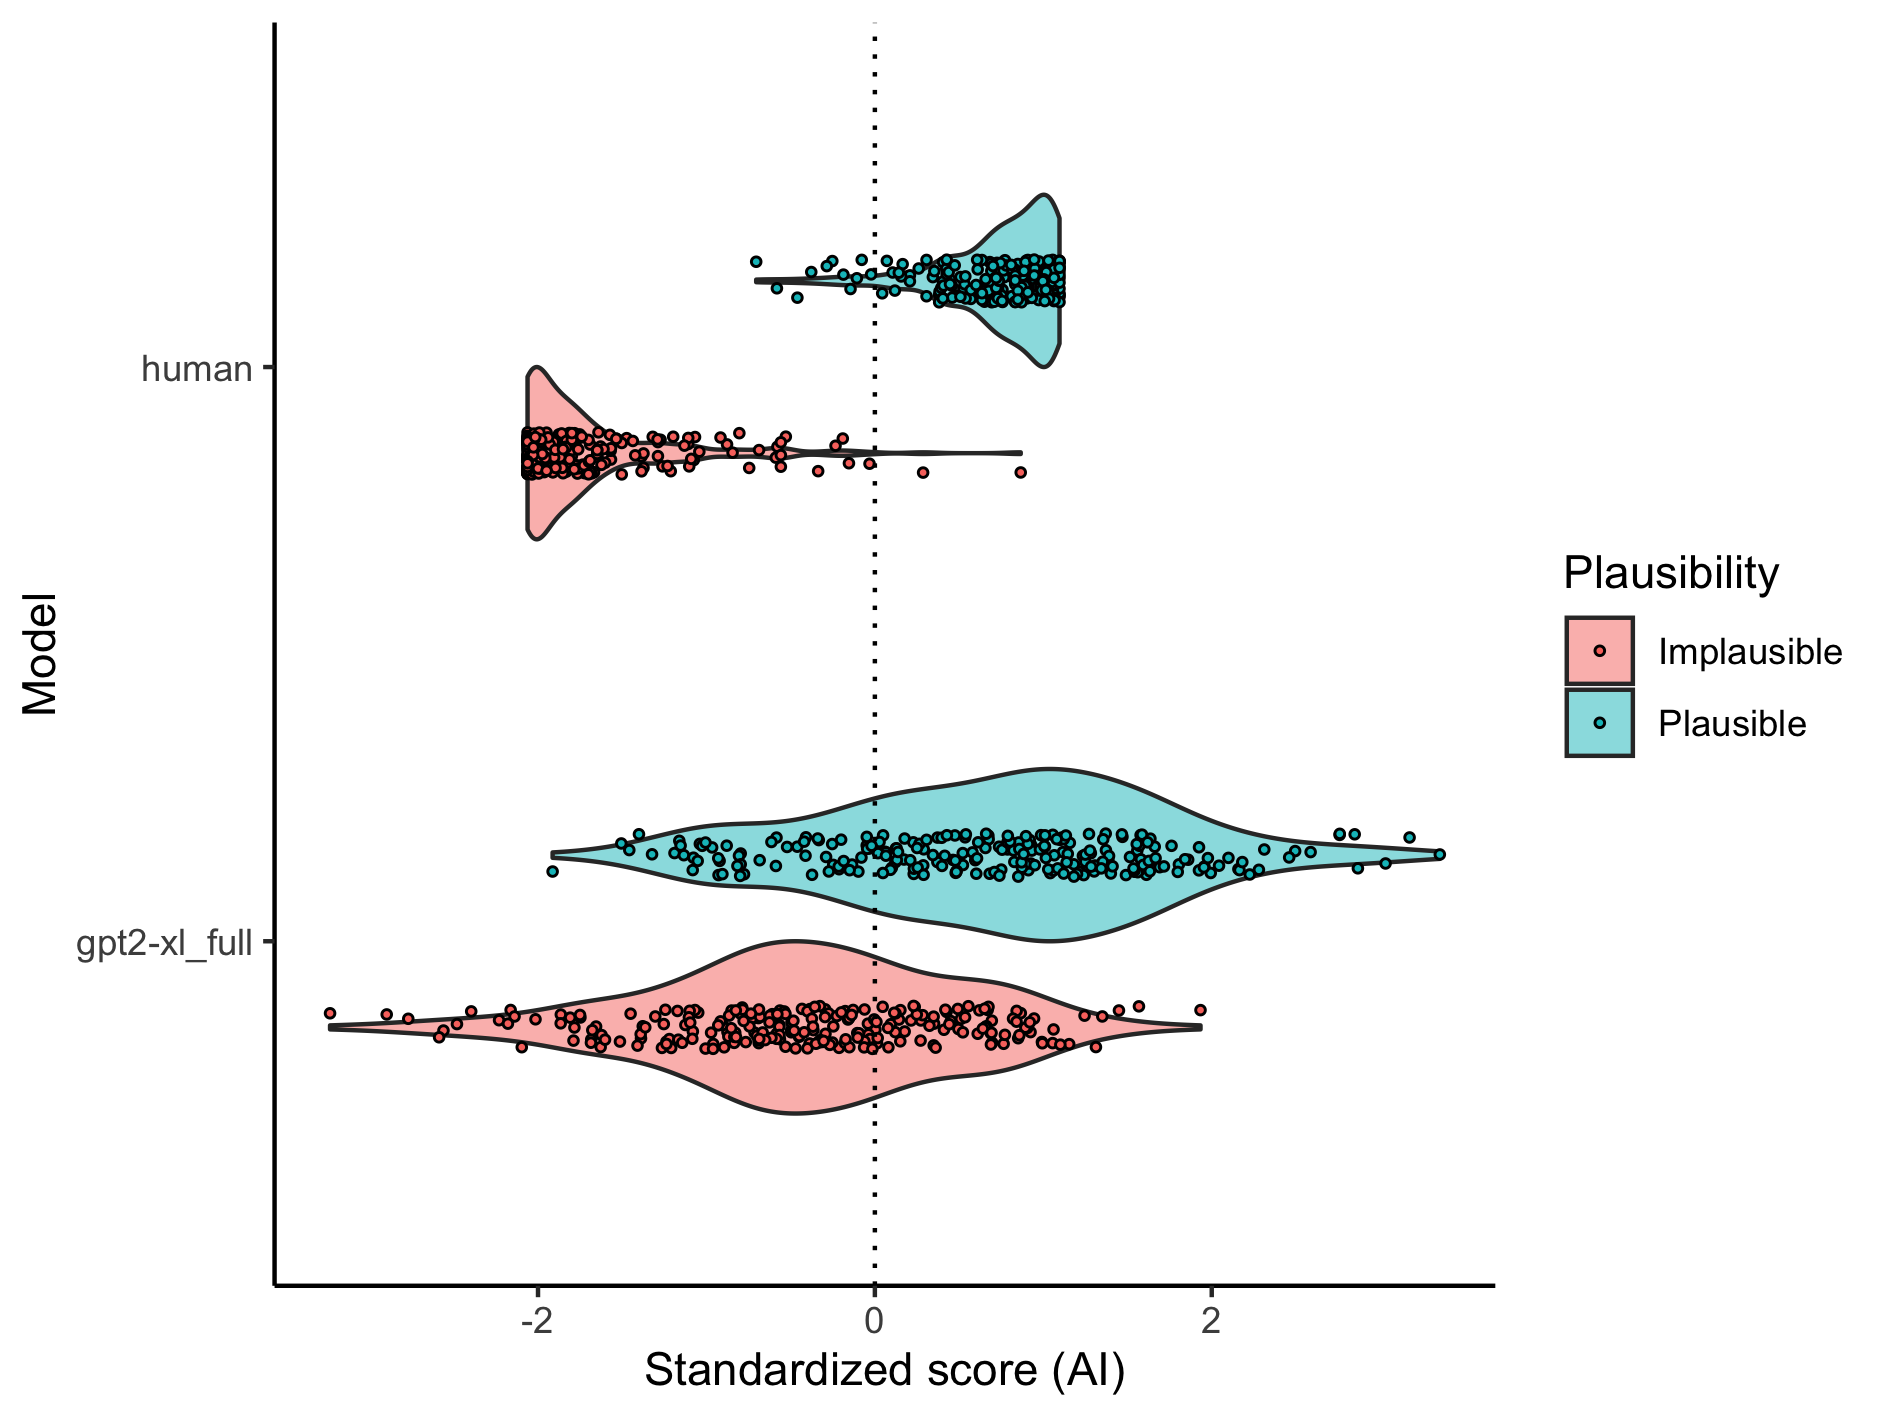 human
gpt2-xl_full
Model
-2
0
2
Standardized score (AI)
Plausibility
Implausible
Plausible